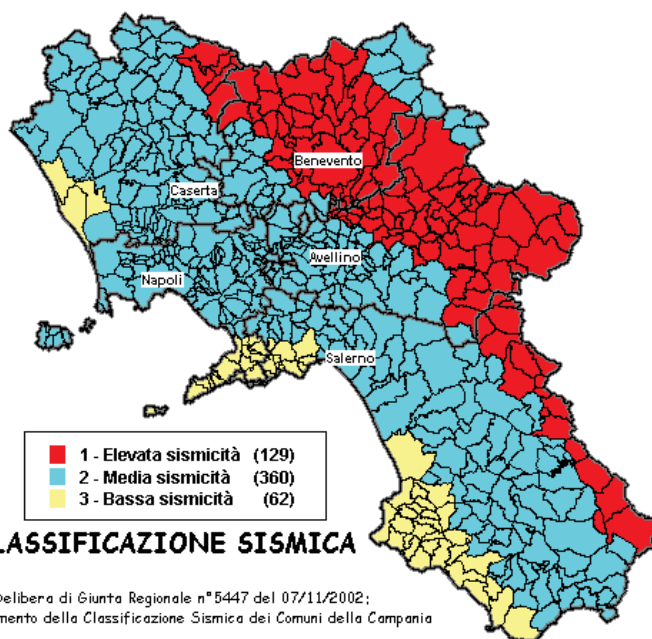 Benevento
Caserta
Avellino
Napoli
Salerno
1 - Elevata sismicità (129)
2 - Media sismicità (360)
3 - Bassa sismicità (62)
LASSIFICAZIONE SISMICA
Delibera di Giunta Regionale n°5447 del 07/11/2002;
mento della Classificazione Sismica dei Comuni della Campania